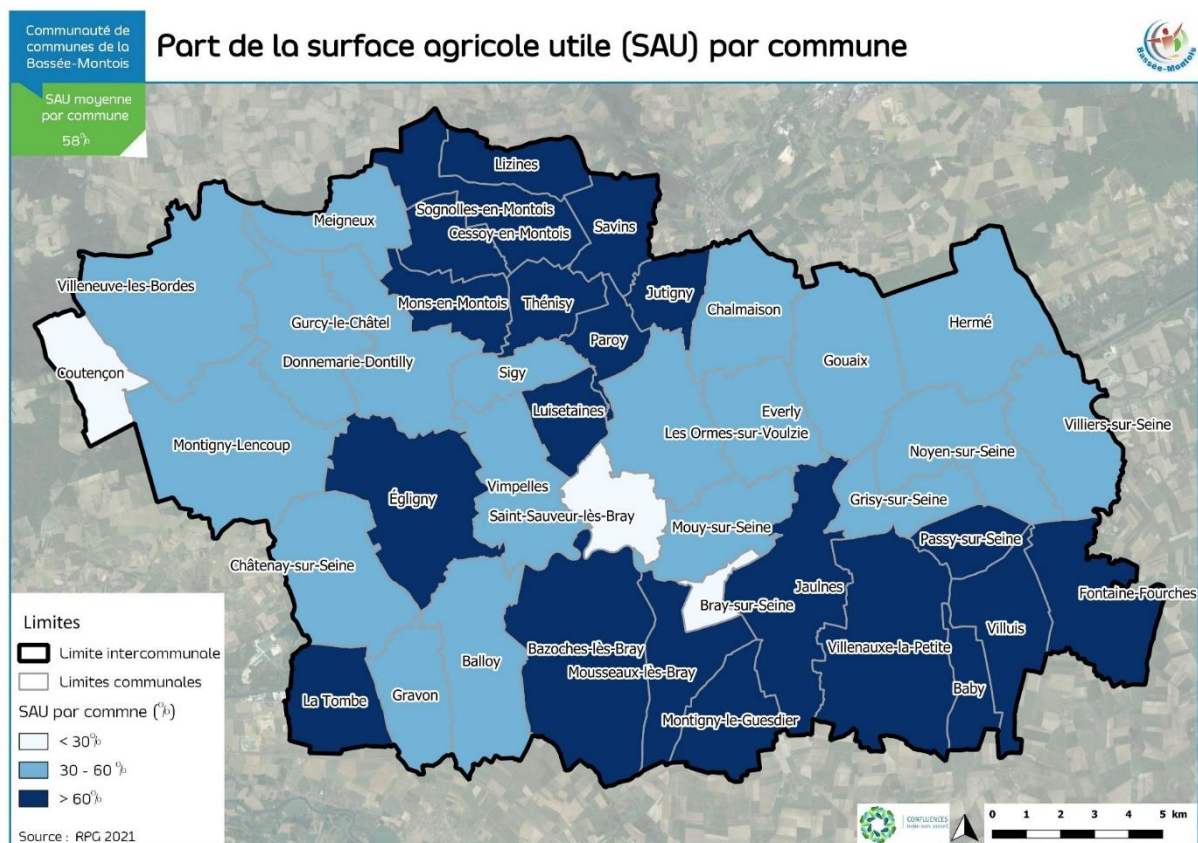 Communauté de
communes de la
Bassée-Montois
Part de la surface agricole utile (SAU) par commune
Bassée-Montois
SAU moyenne
par commune
58%
Lizines
Meigneux
Sognolles-en-Montois
Cessoy-en-Montois
Savins
Villeneuve-les-Bordes
Mons-en-Montois
Thénisy
Jutigny
Chalmaison
Hermé
Gurcy-le-Châtel
Paroy
Donnemarie-Dontilly
Sigy
Gouaix
Coutençon
Luisetaines
Everly
Villiers-sur-Seine
Montigny-Lencoup
Les Ormes-sur-Voulzie
Noyen-sur-Seine
Égligny
Vimpelles
Grisy-sur-Seine
Saint-Sauveur-lès-Bray
Mouy-sur-Seine
Passy-sur-Seine
Châtenay-sur-Seine
Jaulnes
Fontaine-Fourches
Bray-sur-Seine
Villuis
Bazoches-lès-Bray
Villenauxe-la-Petite
Balloy
Mousseaux-lès-Bray
Baby
La Tombe
Gravon
Montigny-le-Guesdier
Limites
Limite intercommunale
Limites communales
SAU par commne (%)
< 30%
30 - 60 %
> 60%
Source : RPG 2021
CONFLUENCES
0 1 2 3 4 5 km